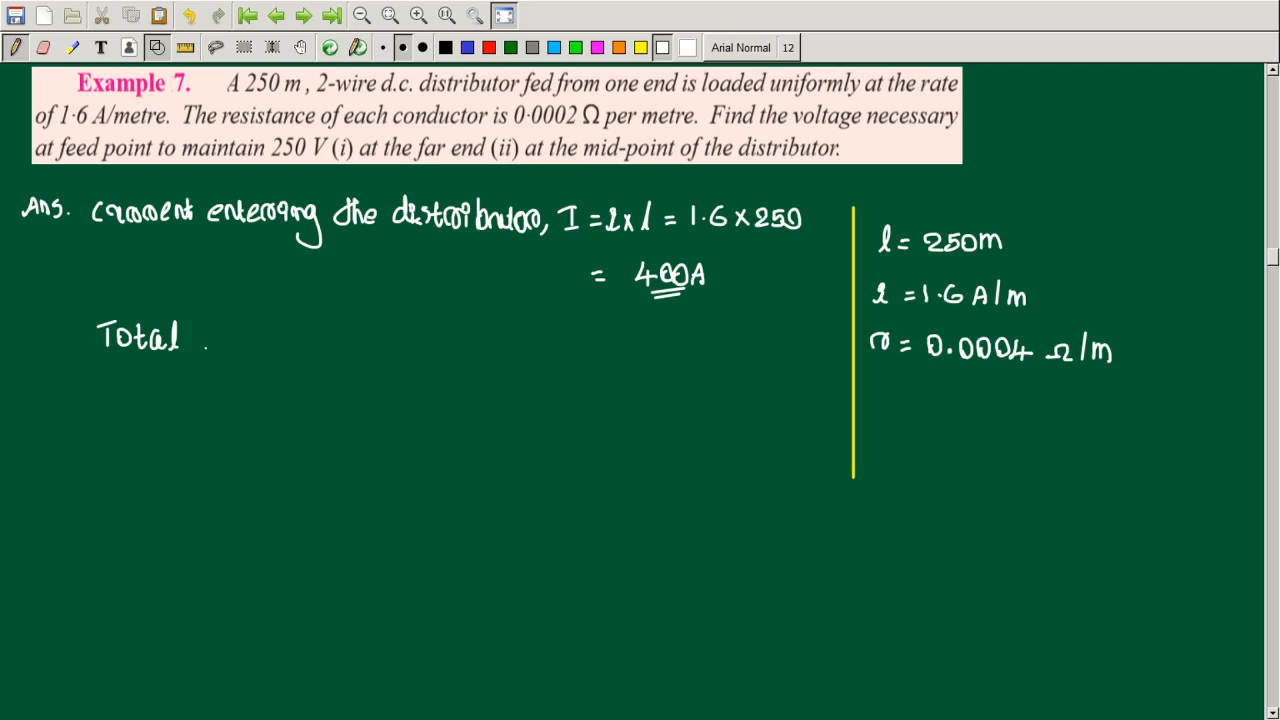 Arial Normal 12
Example 7. A 250 m , 2-wire d.c. distributor fed from one end is loaded uniformly at the rate
of 1·6 A/metre. The resistance of each conductor is 0·0002 Ω per metre. Find the voltage necessary
at feed point to maintain 250 V (i) at the far end (ii) at the mid-point of the distributor.
Ans. current entering the distributor, I = i x l = 1.6 x 250
= 400A
Total
l = 250m
i = 1.6 A/m
r = 0.0004 Ω/m